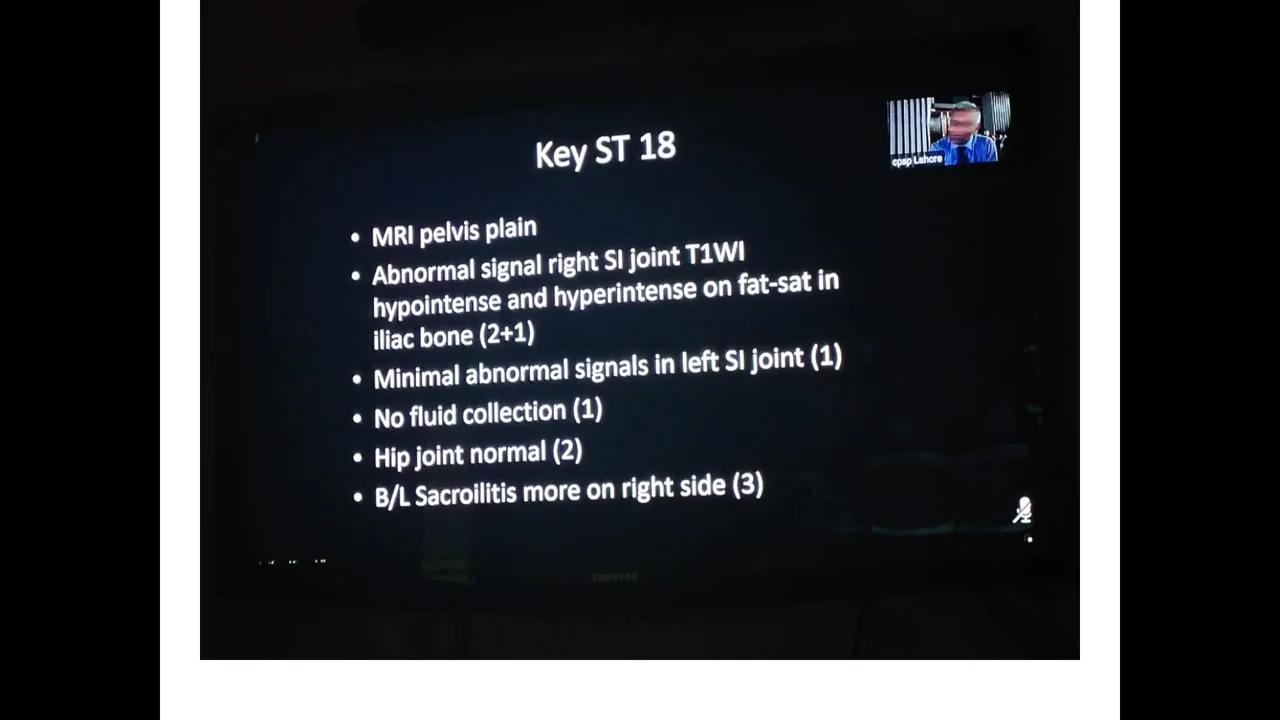 Key ST 18
cpsp Lahore
• MRI pelvis plain
• Abnormal signal right SI joint T1WI
hypointense and hyperintense on fat-sat in
iliac bone (2+1)
• Minimal abnormal signals in left SI joint (1)
• No fluid collection (1)
• Hip joint normal (2)
• B/L Sacroilitis more on right side (3)
SAMSUNG